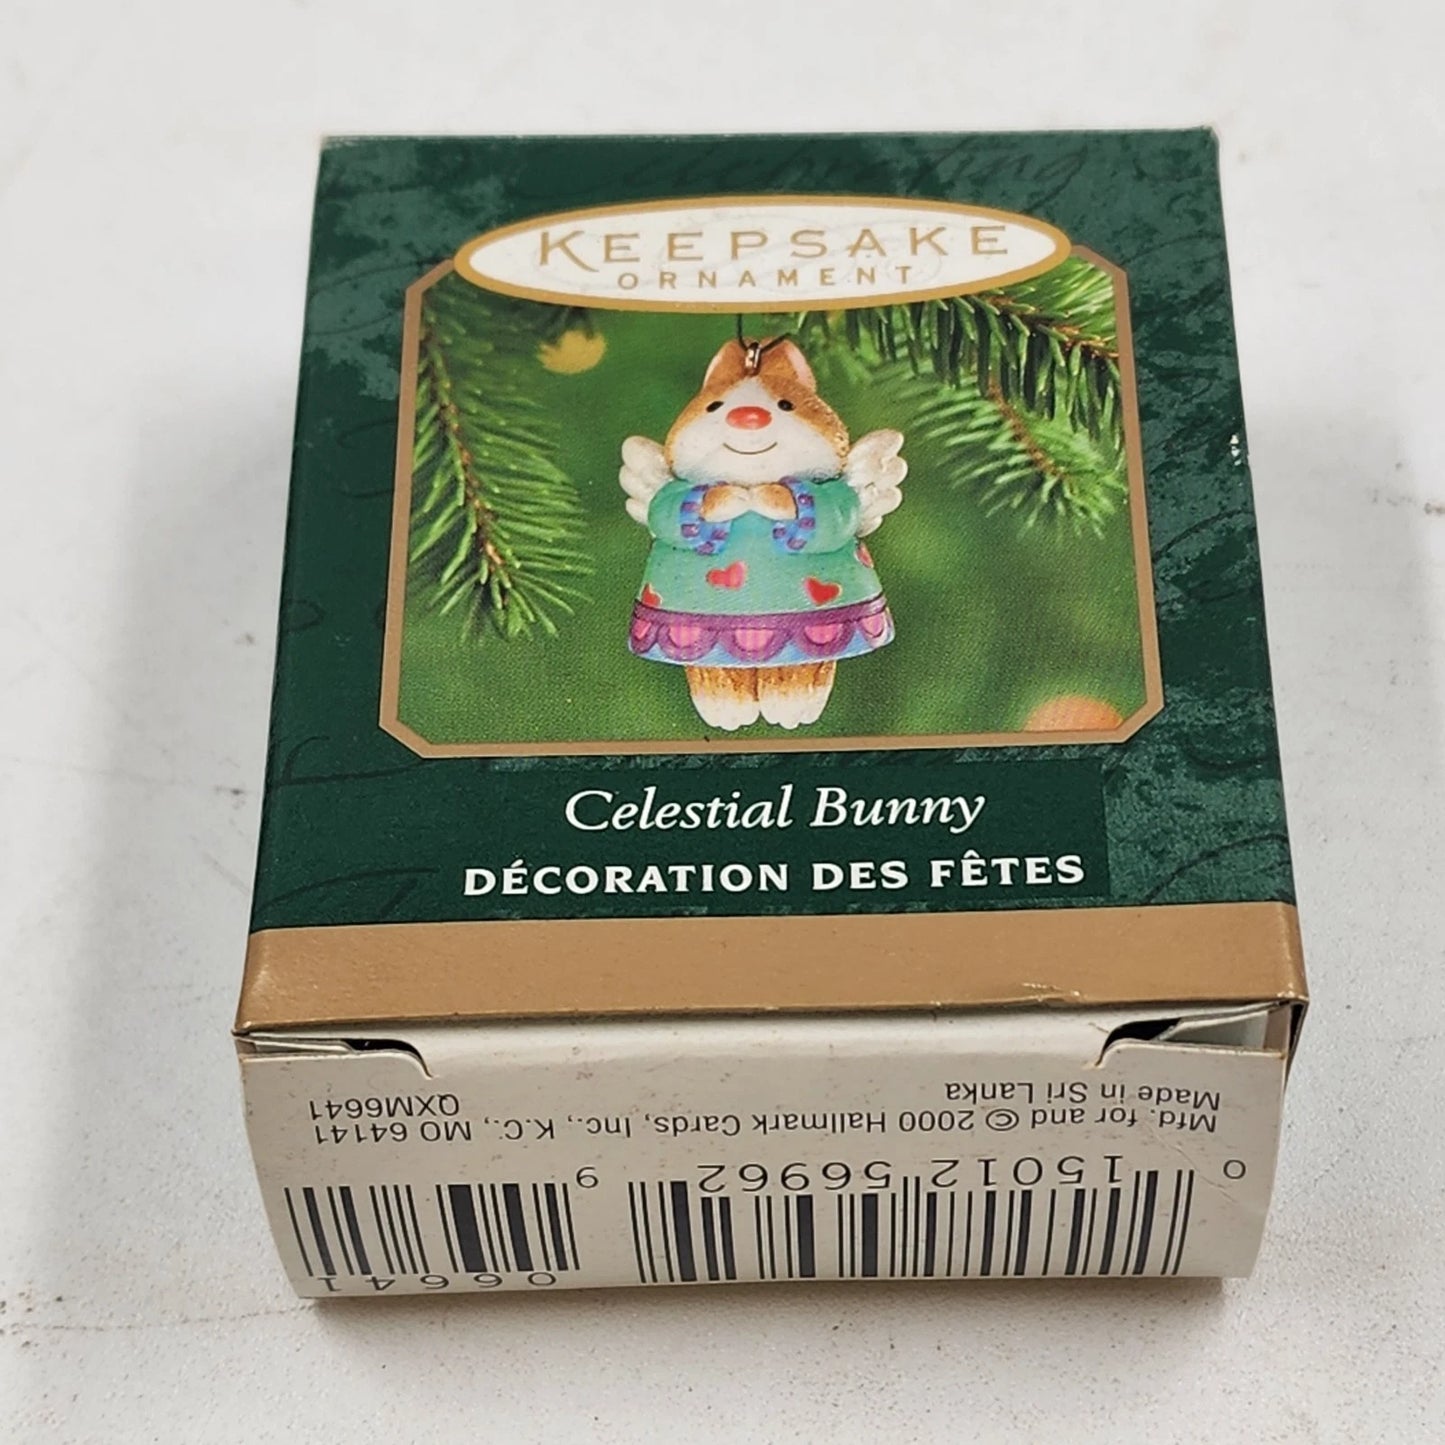 Celebrating
KEEPSAKE
ORNAMENT
Celestial Bunny
DÉCORATION DES FÊTES
Mfd. for and © 2000 Hallmark Cards, Inc., K.C., MO 64141
Made in Sri Lanka QXM6641
0 15012 56962 9
06641